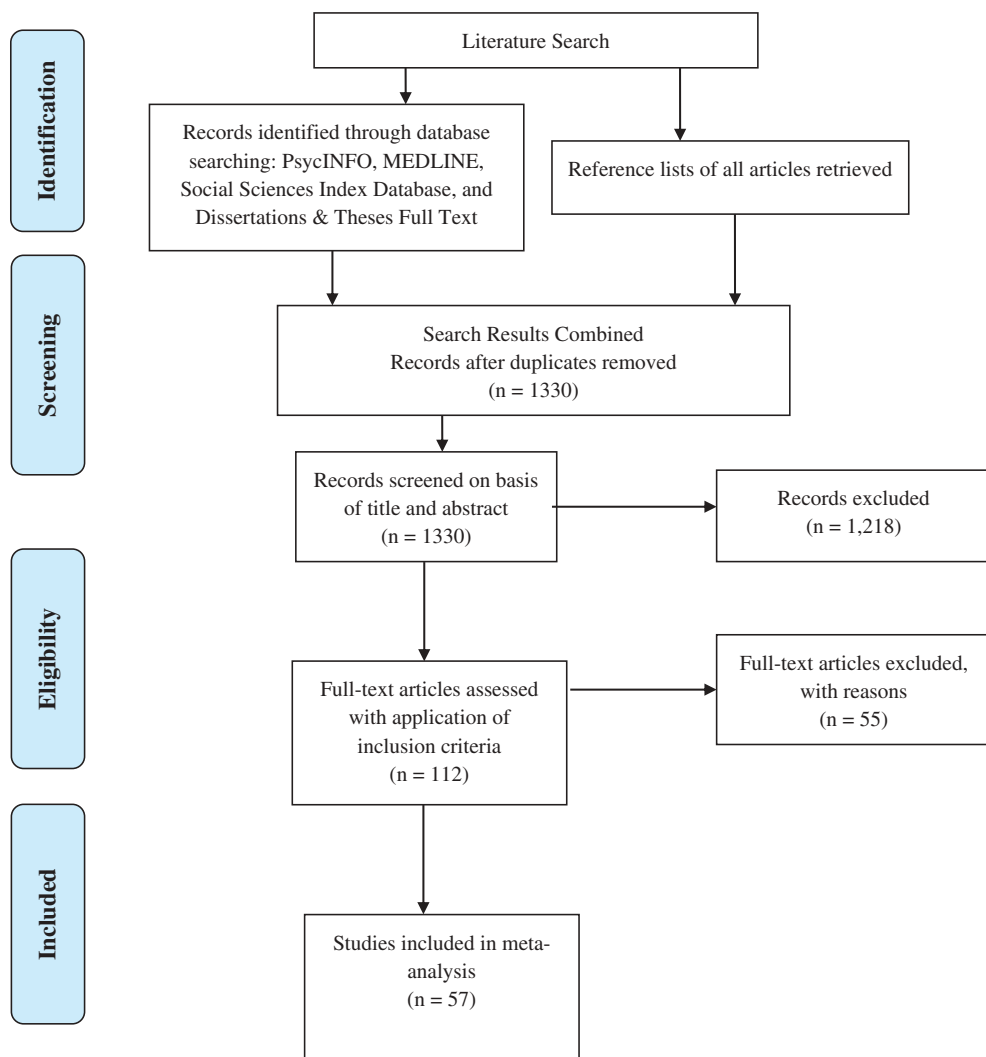 Identification
Literature Search
Records identified through database
searching: PsycINFO, MEDLINE,
Social Sciences Index Database, and
Dissertations & Theses Full Text
Reference lists of all articles retrieved
Screening
Search Results Combined
Records after duplicates removed
(n = 1330)
Records screened on basis
of title and abstract
(n = 1330)
Records excluded
(n = 1,218)
Eligibility
Full-text articles assessed
with application of
inclusion criteria
(n = 112)
Full-text articles excluded,
with reasons
(n = 55)
Included
Studies included in meta-
analysis
(n = 57)